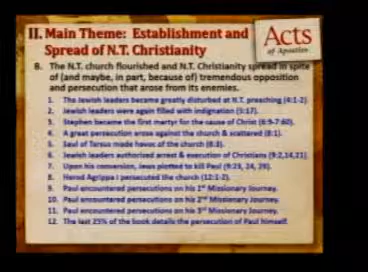 II. Main Theme: Establishment and
Spread of N.T. Christianity
Acts
of Apostles
B. The N.T. church flourished and N.T. Christianity spread in spite
of (and maybe, in part, because of) tremendous opposition
and persecution that arose from its enemies.
1. The Jewish leaders became greatly disturbed at N.T. preaching (4:1-2).
2. Jewish leaders were again filled with indignation (5:17).
3. Stephen became the first martyr for the cause of Christ (6:9-7:60).
4. A great persecution arose against the church & scattered (8:1).
5. Saul of Tarsus made havoc of the church (8:3).
6. Jewish leaders authorized arrest & execution of Christians (9:2,14,21).
7. Upon his conversion, Jews plotted to kill Paul (9:23, 24, 29).
8. Herod Agrippa I persecuted the church (12:1-2).
9. Paul encountered persecutions on his 1st Missionary Journey.
10. Paul encountered persecutions on his 2nd Missionary Journey.
11. Paul encountered persecutions on his 3rd Missionary Journey.
12. The last 25% of the book details the persecution of Paul himself.